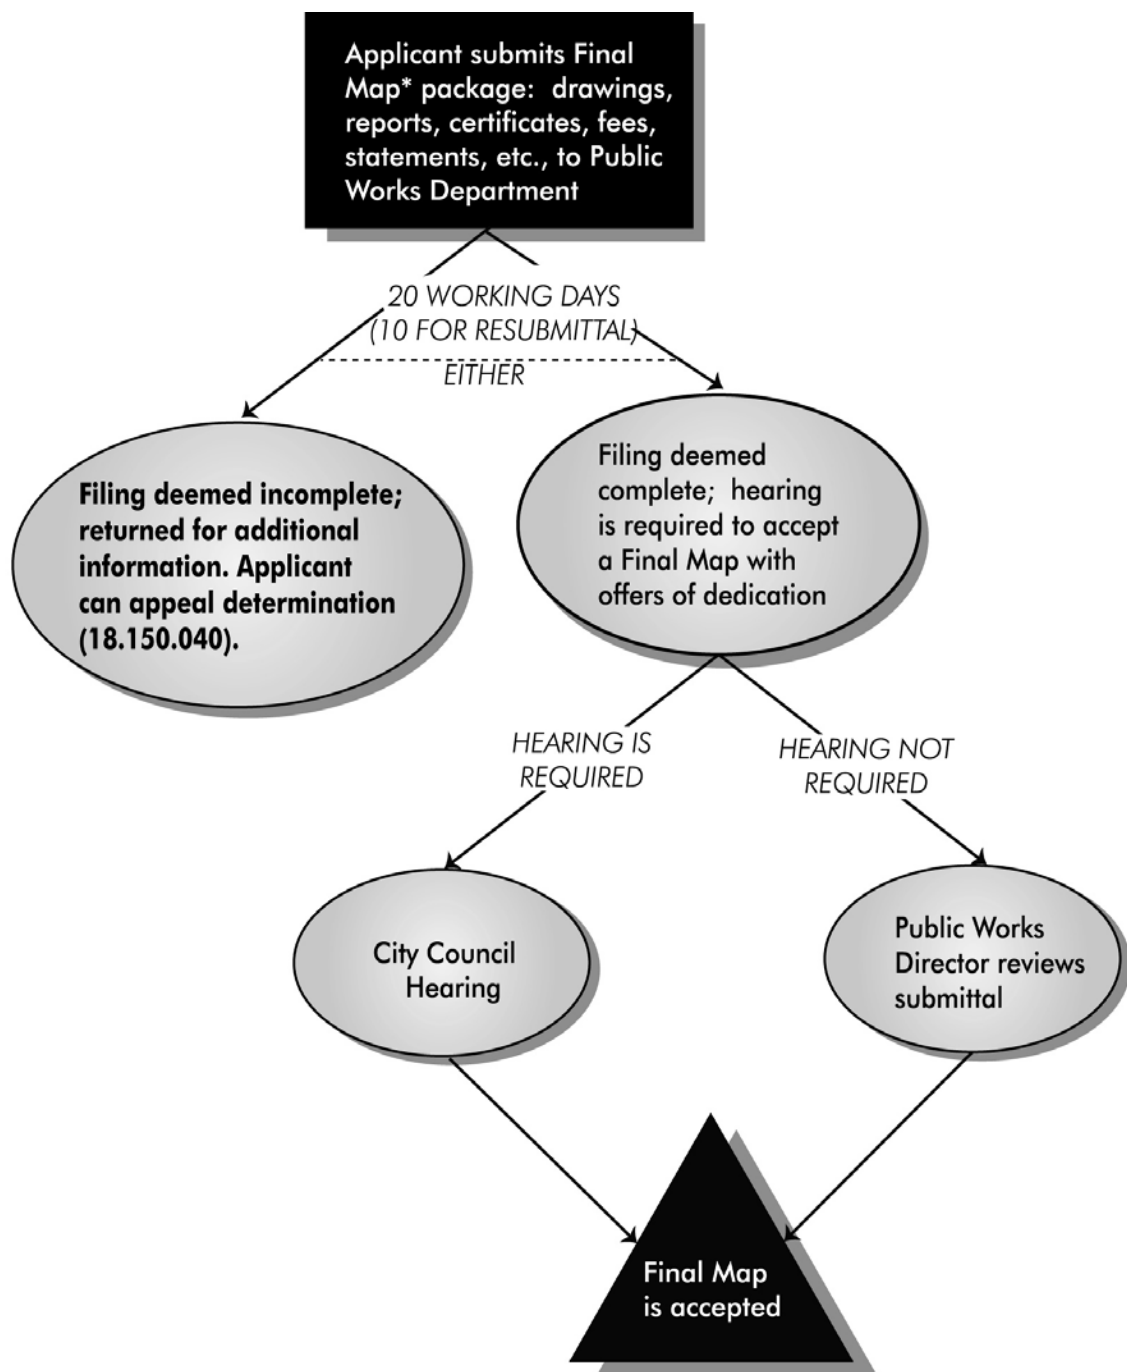 Applicant submits Final
Map* package: drawings,
reports, certificates, fees,
statements, etc., to Public
Works Department
20 WORKING DAYS
(10 FOR RESUBMITTAL)
EITHER
Filing deemed incomplete;
returned for additional
information. Applicant
can appeal determination
(18.150.040).
Filing deemed
complete; hearing
is required to accept
a Final Map with
offers of dedication
HEARING IS
REQUIRED
HEARING NOT
REQUIRED
City Council
Hearing
Public Works
Director reviews
submittal
Final Map
is accepted